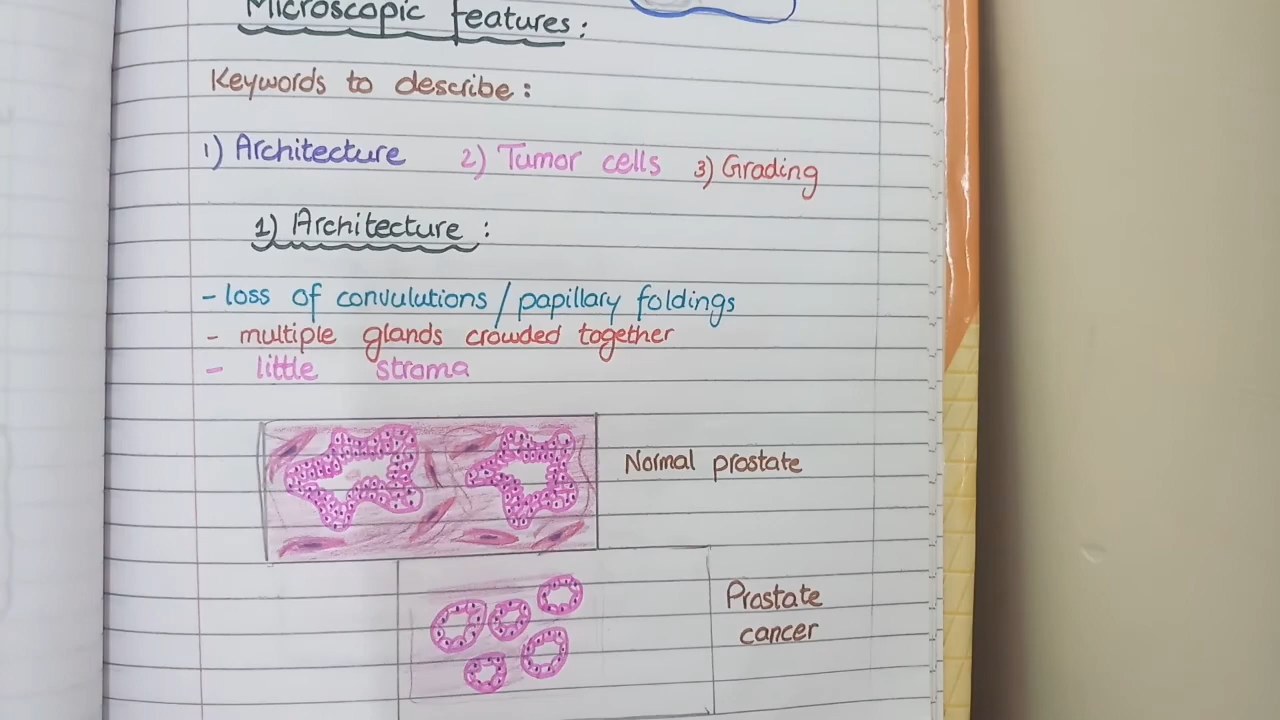 Microscopic features:
Keywords to describe:
1) Architecture 2) Tumor cells 3) Grading
1) Architecture :
- loss of convulutions / papillary foldings
- multiple glands crowded together
- little stroma
Normal prostate
Prostate
cancer